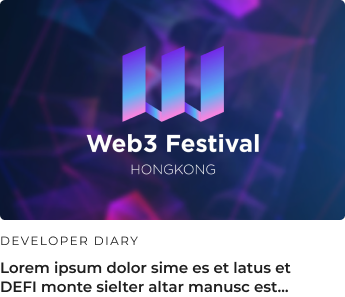 Web3 Festival
HONGKONG
DEVELOPER DIARY
Lorem ipsum dolor sime es et latus et
DEFI monte sielter altar manusc est...